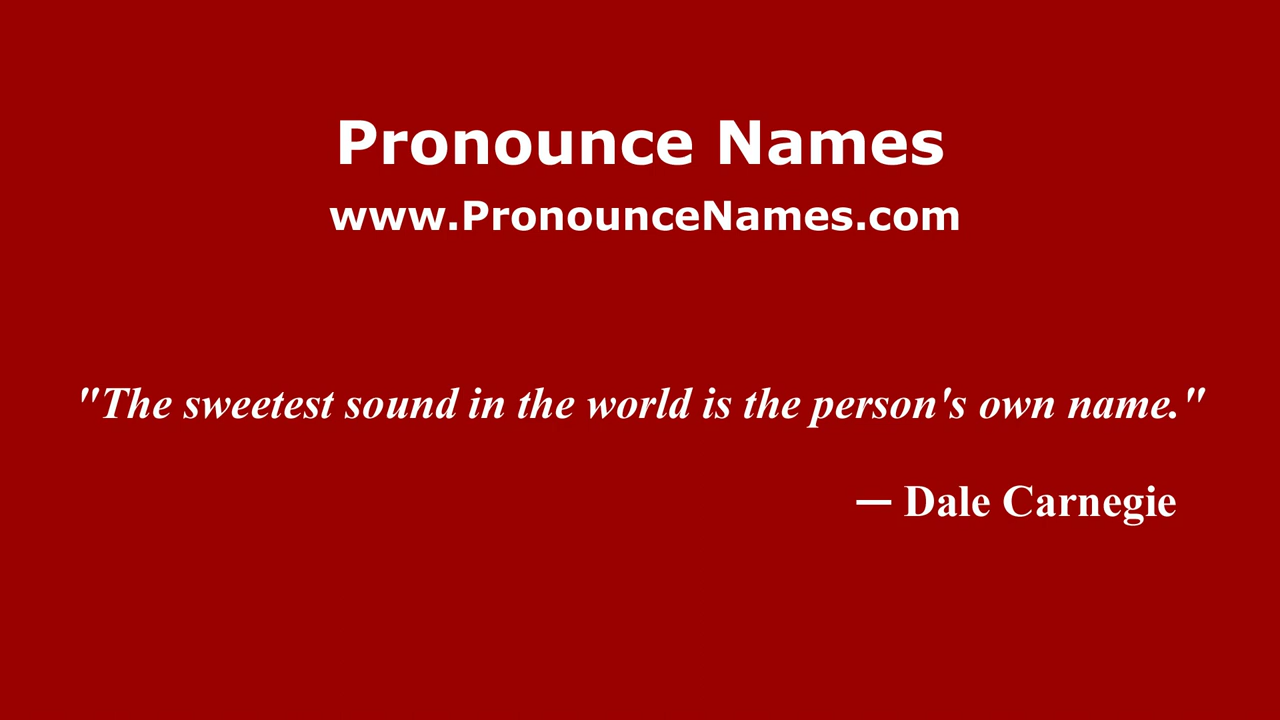 Pronounce Names
www.PronounceNames.com
"The sweetest sound in the world is the person's own name."
— Dale Carnegie